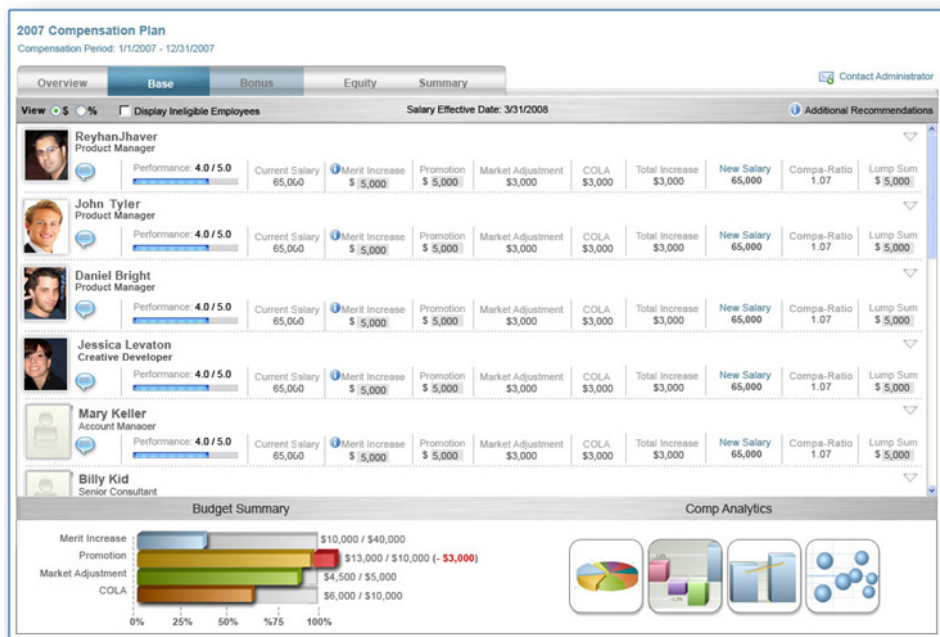 2007 Compensation Plan
Compensation Period: 1/1/2007 - 12/31/2007
Overview Base Bonus Equity Summary Contact Administrator
View $ % Display Ineligible Employees Salary Effective Date: 3/31/2008 Additional Recommendations
ReyhanJhaver
Product Manager
Performance: 4.0 / 5.0 Current Salary Merit Increase Promotion Market Adjustment COLA Total Increase New Salary Compa-Ratio Lump Sum
65,000 $ 5,000 $ 5,000 $3,000 $3,000 $3,000 65,000 1.07 $ 5,000
John Tyler
Product Manager
Performance: 4.0 / 5.0 Current Salary Merit Increase Promotion Market Adjustment COLA Total Increase New Salary Compa-Ratio Lump Sum
65,000 $ 5,000 $ 5,000 $3,000 $3,000 $3,000 65,000 1.07 $ 5,000
Daniel Bright
Product Manager
Performance: 4.0 / 5.0 Current Salary Merit Increase Promotion Market Adjustment COLA Total Increase New Salary Compa-Ratio Lump Sum
65,000 $ 5,000 $ 5,000 $3,000 $3,000 $3,000 65,000 1.07 $ 5,000
Jessica Levaton
Creative Developer
Performance: 4.0 / 5.0 Current Salary Merit Increase Promotion Market Adjustment COLA Total Increase New Salary Compa-Ratio Lump Sum
65,000 $ 5,000 $ 5,000 $3,000 $3,000 $3,000 65,000 1.07 $ 5,000
Mary Keller
Account Manager
Performance: 4.0 / 5.0 Current Salary Merit Increase Promotion Market Adjustment COLA Total Increase New Salary Compa-Ratio Lump Sum
65,000 $ 5,000 $ 5,000 $3,000 $3,000 $3,000 65,000 1.07 $ 5,000
Billy Kid
Senior Consultant
Budget Summary Comp Analytics
Merit Increase $10,000 / $40,000
Promotion $13,000 / $10,000 (- $3,000)
Market Adjustment $4,500 / $5,000
COLA $6,000 / $10,000
0% 25% 50% %75 100%